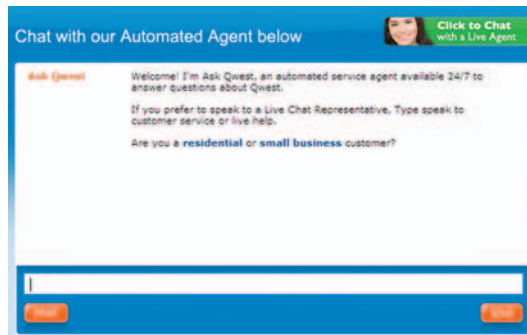 Chat with our Automated Agent below
Click to Chat
with a Live Agent
Ask Qwest
Welcome! I'm Ask Qwest, an automated service agent available 24/7 to
answer questions about Qwest.
If you prefer to speak to a Live Chat Representative, Type speak to
customer service or live help.
Are you a residential or small business customer?